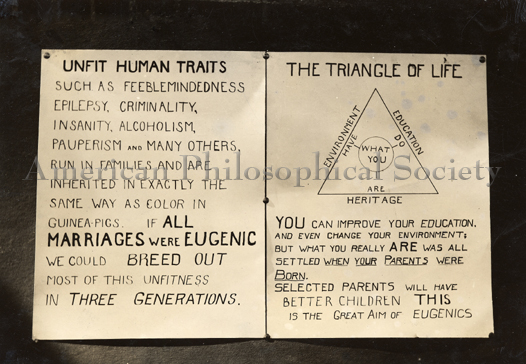 UNFIT HUMAN TRAITS
SUCH AS FEEBLEMINDEDNESS
EPILEPSY, CRIMINALITY,
INSANITY, ALCOHOLISM,
PAUPERISM AND MANY OTHERS,
RUN IN FAMILIES AND ARE
INHERITED IN EXACTLY THE
SAME WAY AS COLOR IN
GUINEA-PIGS. IF ALL
MARRIAGES WERE EUGENIC
WE COULD BREED OUT
MOST OF THIS UNFITNESS
IN THREE GENERATIONS.
THE TRIANGLE OF LIFE
ENVIRONMENT
EDUCATION
HAVE
DO
WHAT
YOU
ARE
HERITAGE
YOU CAN IMPROVE YOUR EDUCATION,
AND EVEN CHANGE YOUR ENVIRONMENT;
BUT WHAT YOU REALLY ARE WAS ALL
SETTLED WHEN YOUR PARENTS WERE
BORN.
SELECTED PARENTS WILL HAVE
BETTER CHILDREN THIS
IS THE GREAT AIM OF EUGENICS
American Philosophical Society